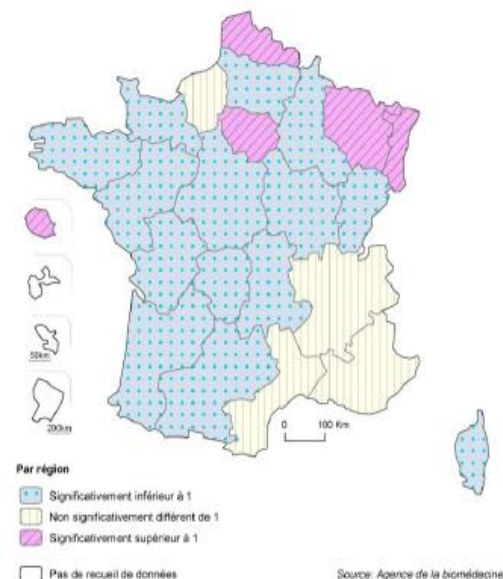 50km
200km
0 100 Km
Par région
Significativement inférieur à 1
Non significativement différent de 1
Significativement supérieur à 1
Pas de recueil de données
Source: Agence de la biomédecine